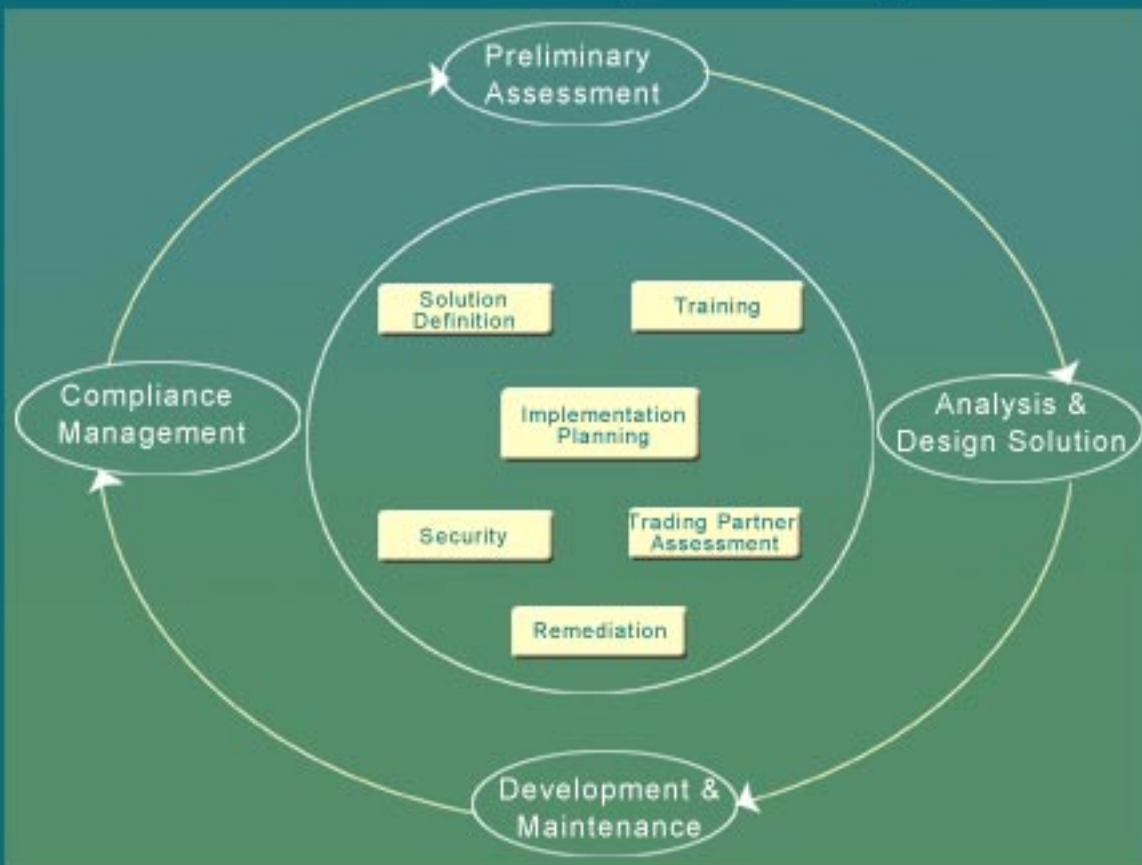 Preliminary
Assessment
Solution
Definition
Training
Compliance
Management
Implementation
Planning
Analysis &
Design Solution
Security
Trading Partner
Assessment
Remediation
Development &
Maintenance